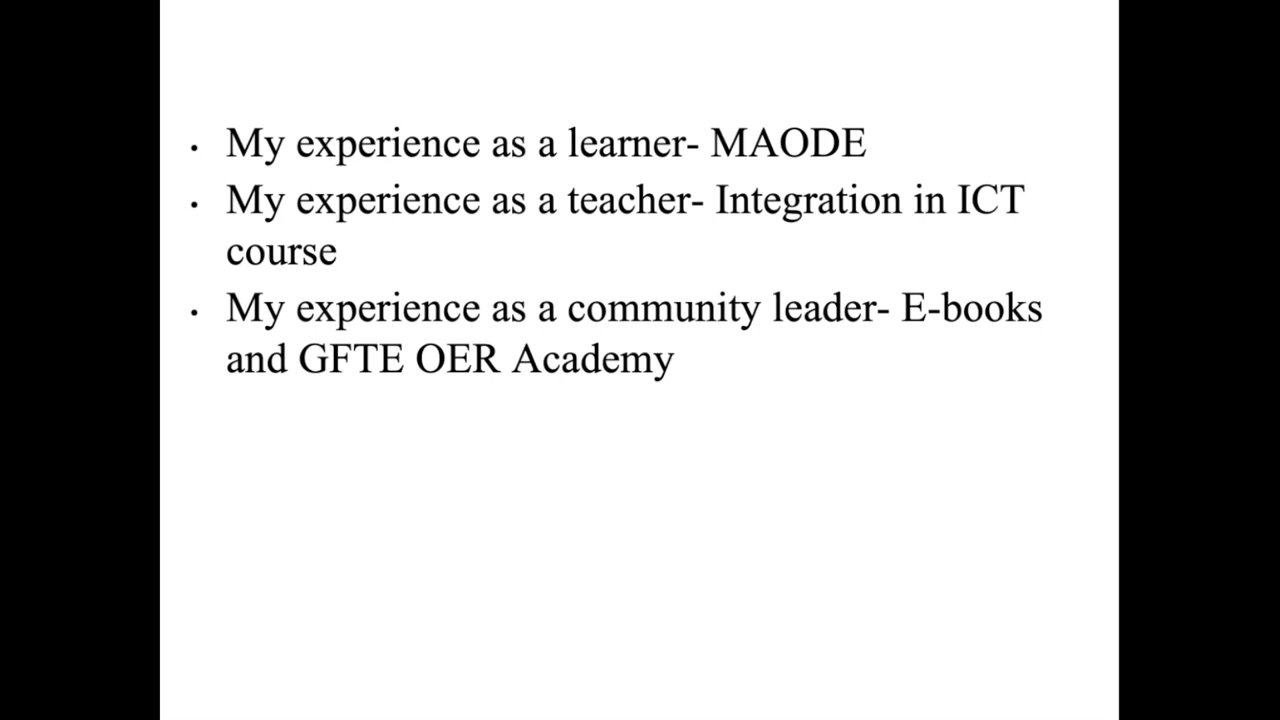 • My experience as a learner- MAODE
• My experience as a teacher- Integration in ICT
course
• My experience as a community leader- E-books
and GFTE OER Academy